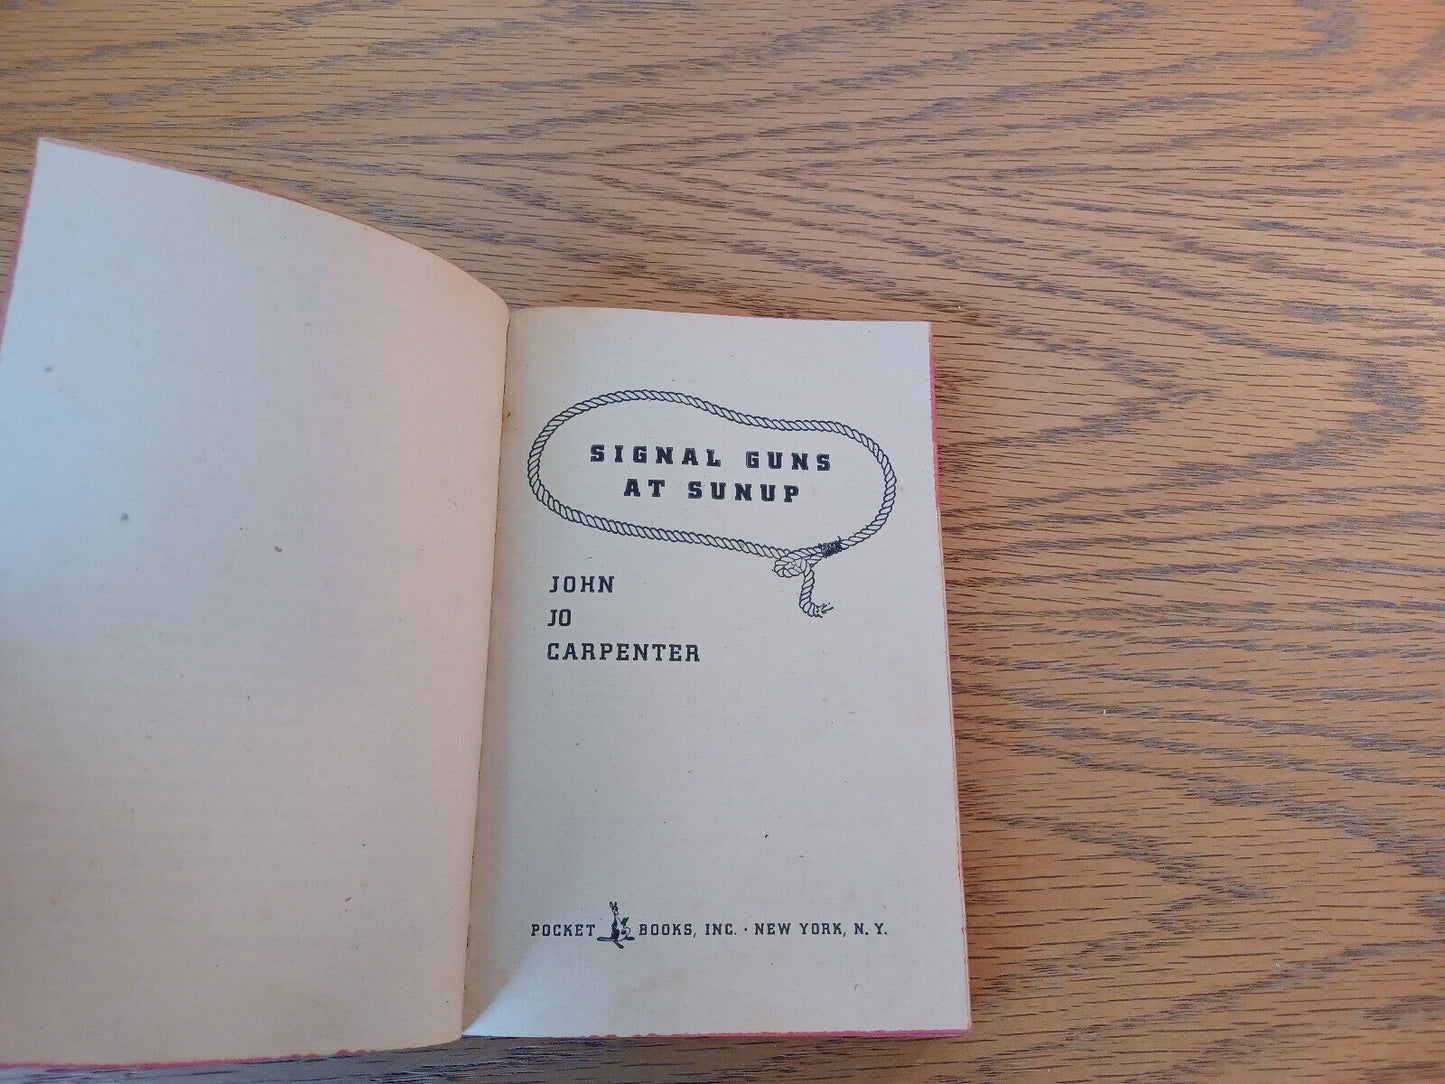 SIGNAL GUNS
AT SUNUP
JOHN
JO
CARPENTER
POCKET BOOKS, INC. · NEW YORK, N. Y.